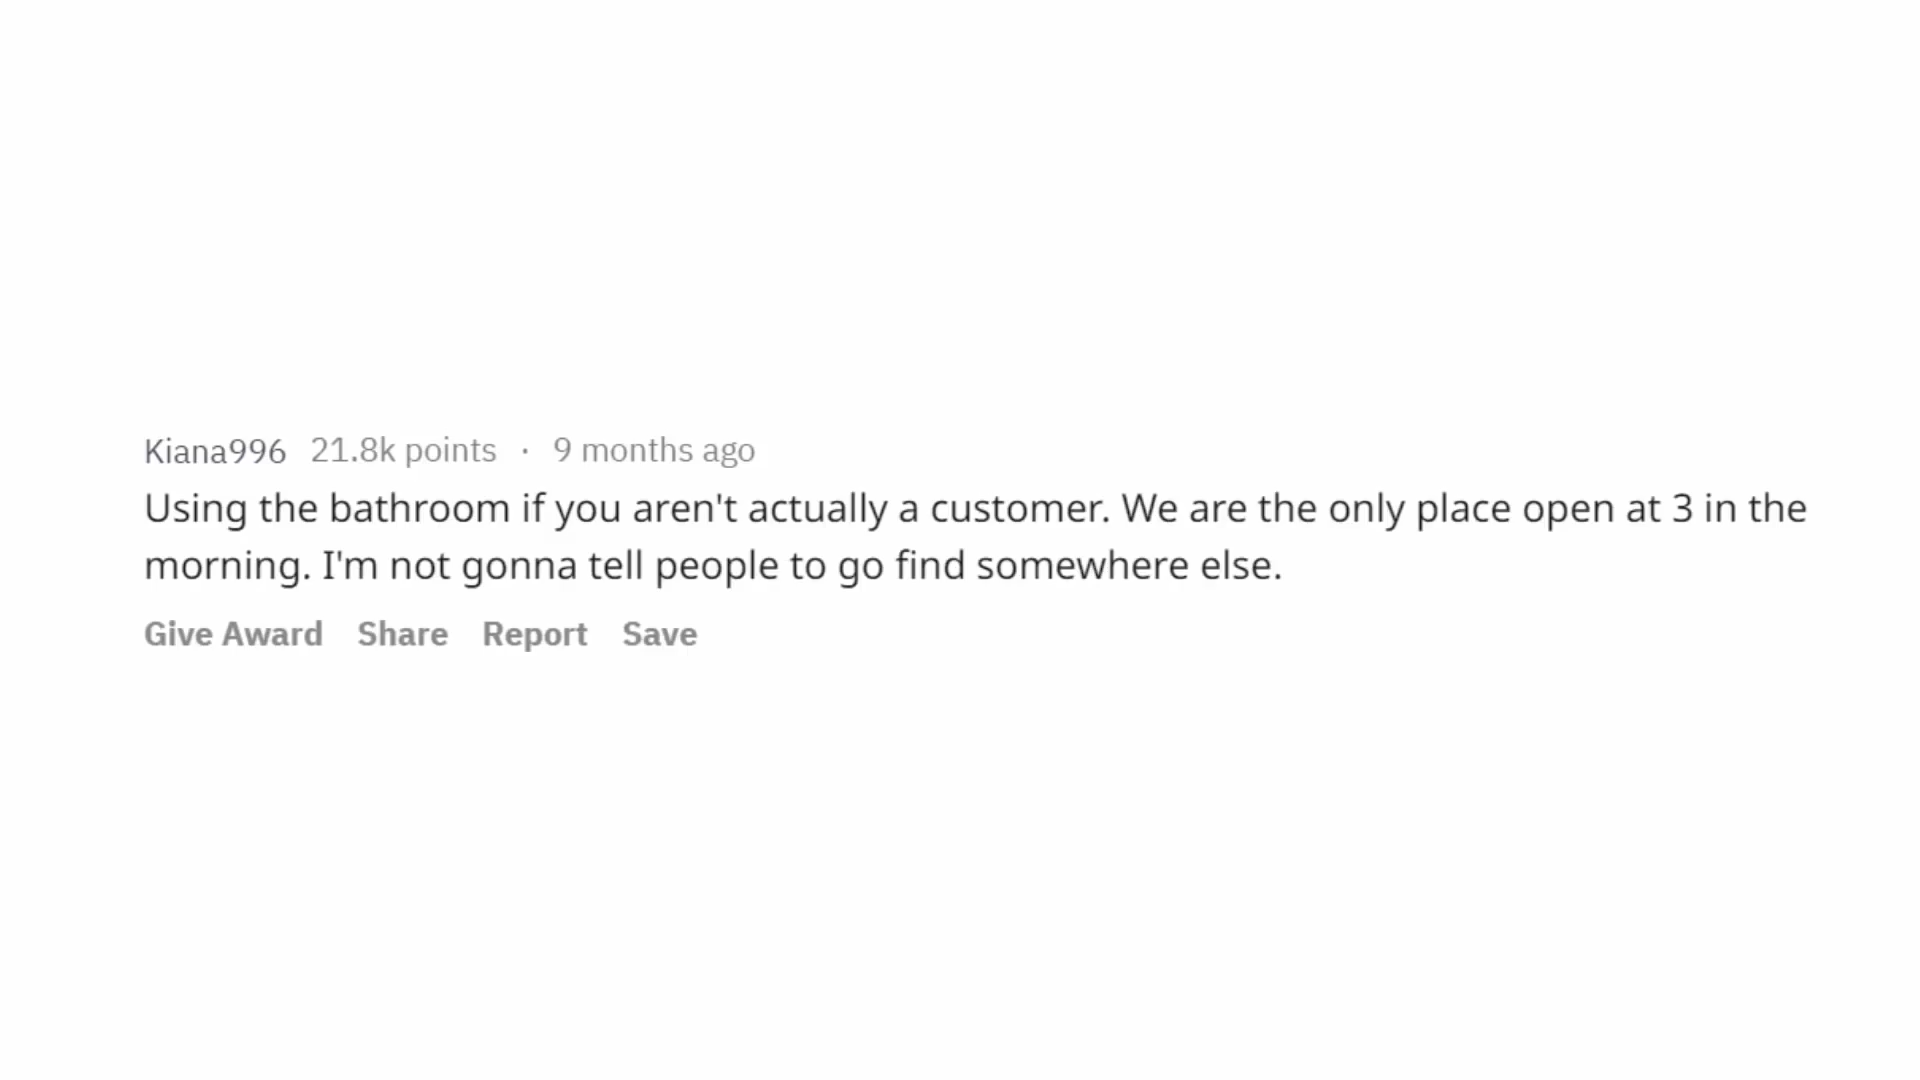 Kiana996 21.8k points · 9 months ago
Using the bathroom if you aren't actually a customer. We are the only place open at 3 in the
morning. I'm not gonna tell people to go find somewhere else.
Give Award Share Report Save